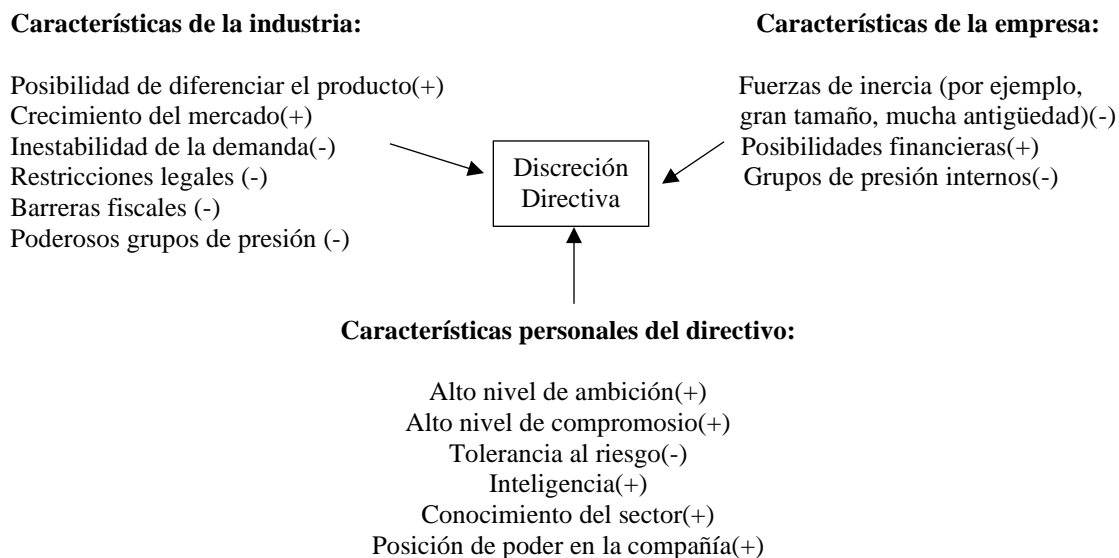 Características de la industria:
Posibilidad de diferenciar el producto(+)
Crecimiento del mercado(+)
Inestabilidad de la demanda(-)
Restricciones legales (-)
Barreras fiscales (-)
Poderosos grupos de presión (-)
Características de la empresa:
Fuerzas de inercia (por ejemplo,
gran tamaño, mucha antigüedad)(-)
Posibilidades financieras(+)
Grupos de presión internos(-)
Discreción
Directiva
Características personales del directivo:
Alto nivel de ambición(+)
Alto nivel de compromosio(+)
Tolerancia al riesgo(-)
Inteligencia(+)
Conocimiento del sector(+)
Posición de poder en la compañía(+)